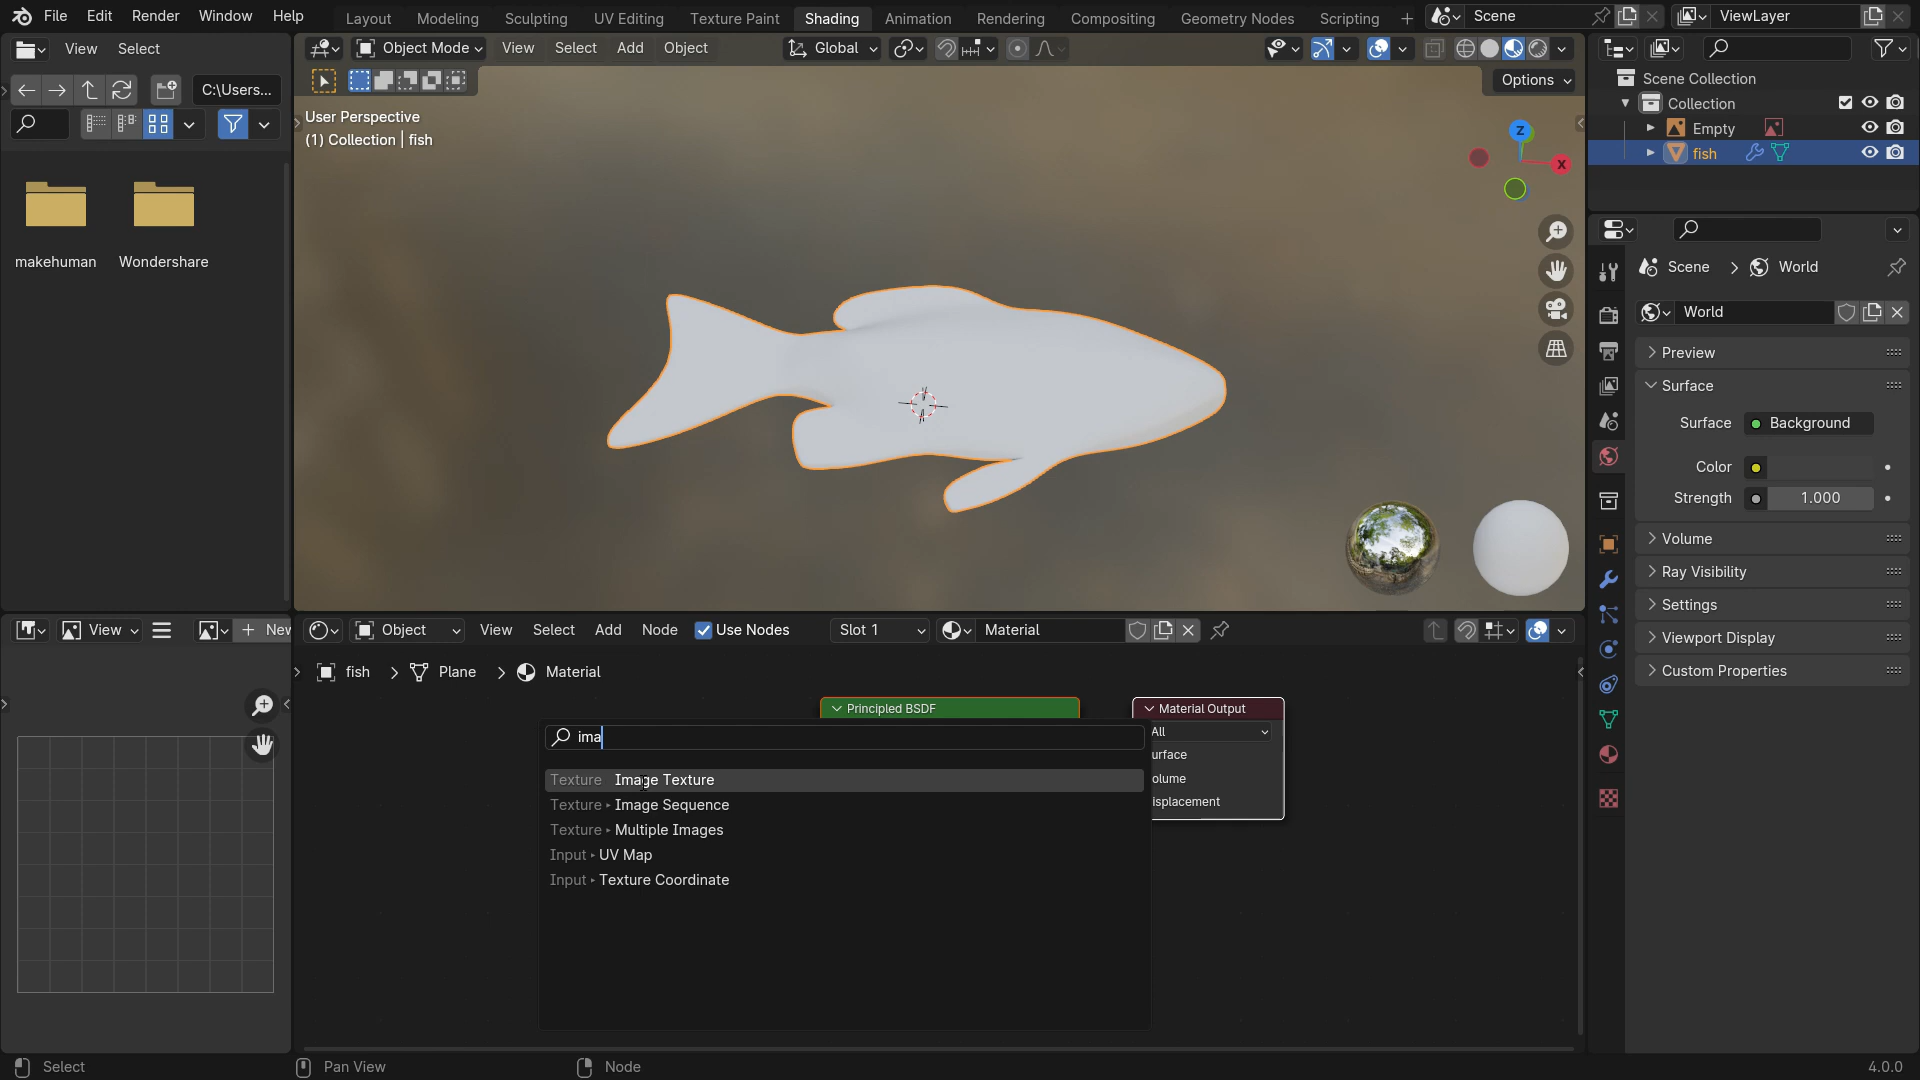 File Edit Render Window Help
Layout Modeling Sculpting UV Editing Texture Paint Shading Animation Rendering Compositing Geometry Nodes Scripting
Scene ViewLayer
View Select
Object Mode View Select Add Object Global
C:\Users...
Options
User Perspective
(1) Collection | fish
Z
X
Scene Collection
Collection
Empty
fish
makehuman Wondershare
Scene World
World
Preview
Surface
Surface Background
Color
Strength 1.000
Volume
Ray Visibility
Settings
Viewport Display
Custom Properties
View New
Object View Select Add Node Use Nodes Slot 1 Material
fish Plane Material
Principled BSDF
Material Output
All
urface
olume
isplacement
ima
Texture Image Texture
Texture Image Sequence
Texture Multiple Images
Input UV Map
Input Texture Coordinate
Select Pan View Node 4.0.0